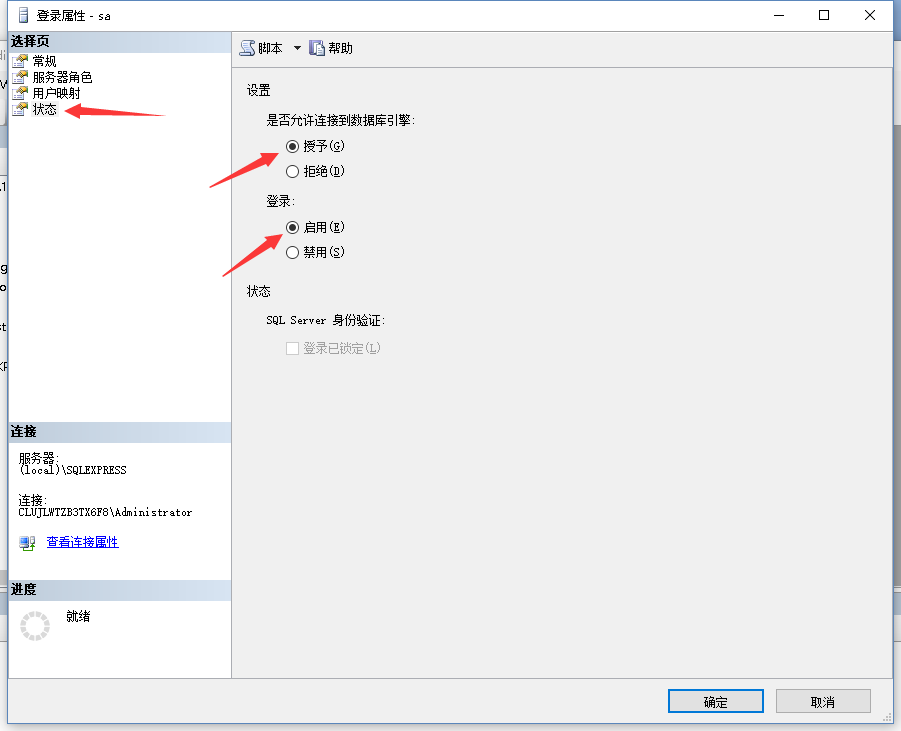 登录属性 - sa
选择页
常规
服务器角色
用户映射
状态
脚本
帮助
设置
是否允许连接到数据库引擎:
授予(G)
拒绝(D)
登录:
启用(E)
禁用(S)
状态
SQL Server 身份验证:
登录已锁定(L)
连接
服务器:
(local)\SQLEXPRESS
连接:
CLUJLWTZB3TX6F8\Administrator
查看连接属性
进度
就绪
确定
取消